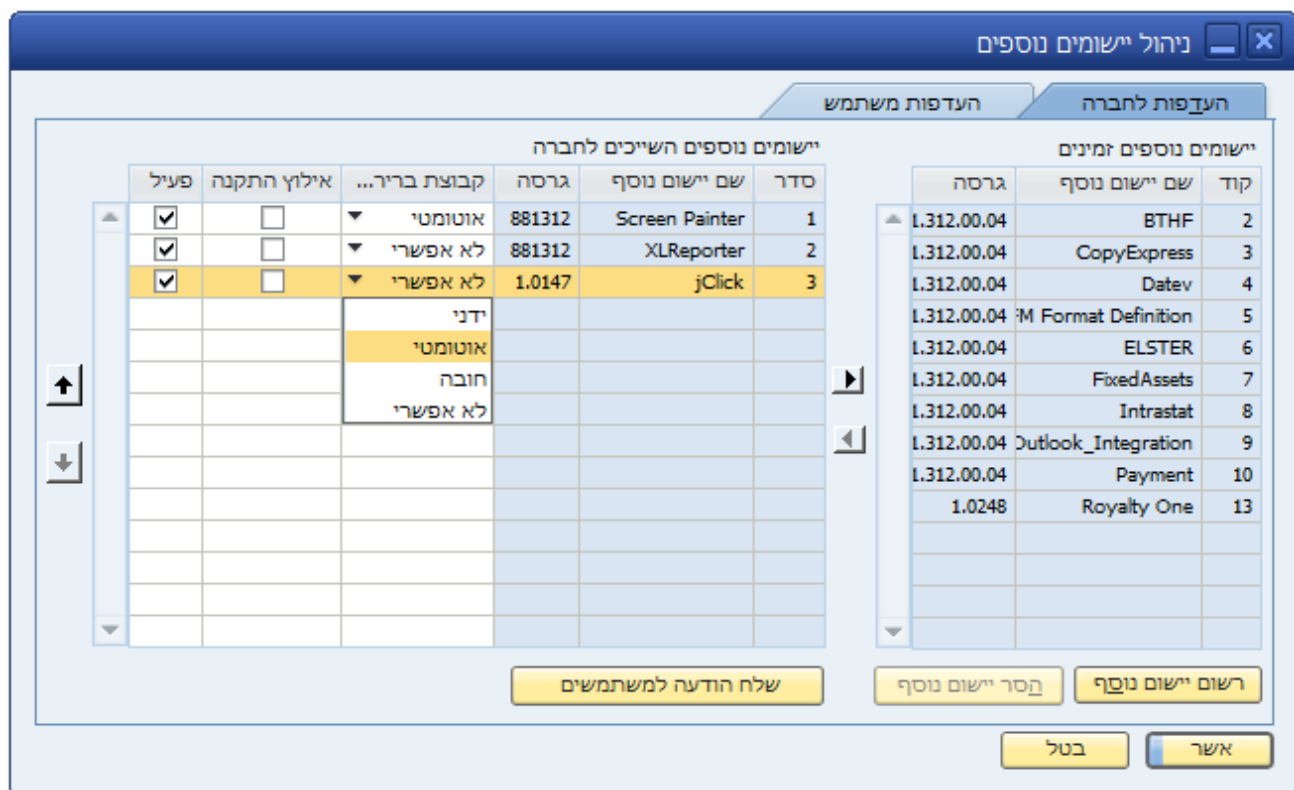 ניהול יישומים נוספים
העדפות לחברה העדפות משתמש
יישומים נוספים זמינים
קוד שם יישום נוסף גרסה
2 BTHF 1.312.00.04
3 CopyExpress 1.312.00.04
4 Datev 1.312.00.04
5 FM Format Definition 1.312.00.04
6 ELSTER 1.312.00.04
7 FixedAssets 1.312.00.04
8 Intrastat 1.312.00.04
9 Outlook_Integration 1.312.00.04
10 Payment 1.312.00.04
13 Royalty One 1.0248
רשום יישום נוסף הסר יישום נוסף
יישומים נוספים השייכים לחברה
סדר שם יישום נוסף גרסה קבוצת בריר... אילוץ התקנה פעיל
1 Screen Painter 881312 אוטומטי
2 XLReporter 881312 לא אפשרי
3 jClick 1.0147 לא אפשרי
ידני
אוטומטי
חובה
לא אפשרי
שלח הודעה למשתמשים
אשר בטל